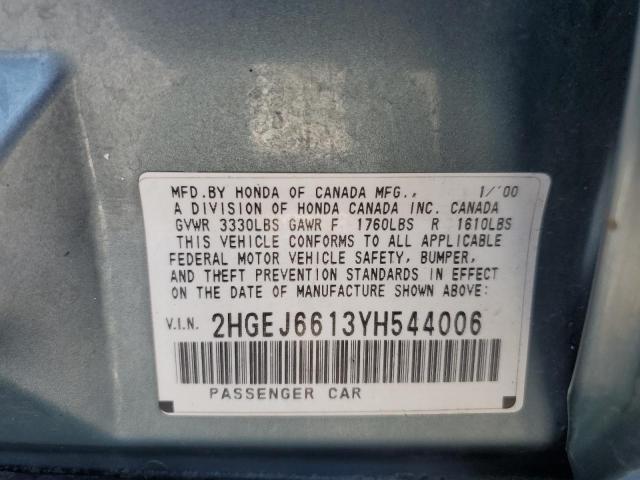 MFD.BY HONDA OF CANADA MFG., 1/'00
A DIVISION OF HONDA CANADA INC. CANADA
GVWR 3330LBS GAWR F 1760LBS R 1610LBS
THIS VEHICLE CONFORMS TO ALL APPLICABLE
FEDERAL MOTOR VEHICLE SAFETY, BUMPER,
AND THEFT PREVENTION STANDARDS IN EFFECT
ON THE DATE OF MANUFACTURE SHOWN ABOVE:
V.I.N. 2HGEJ6613YH544006
PASSENGER CAR